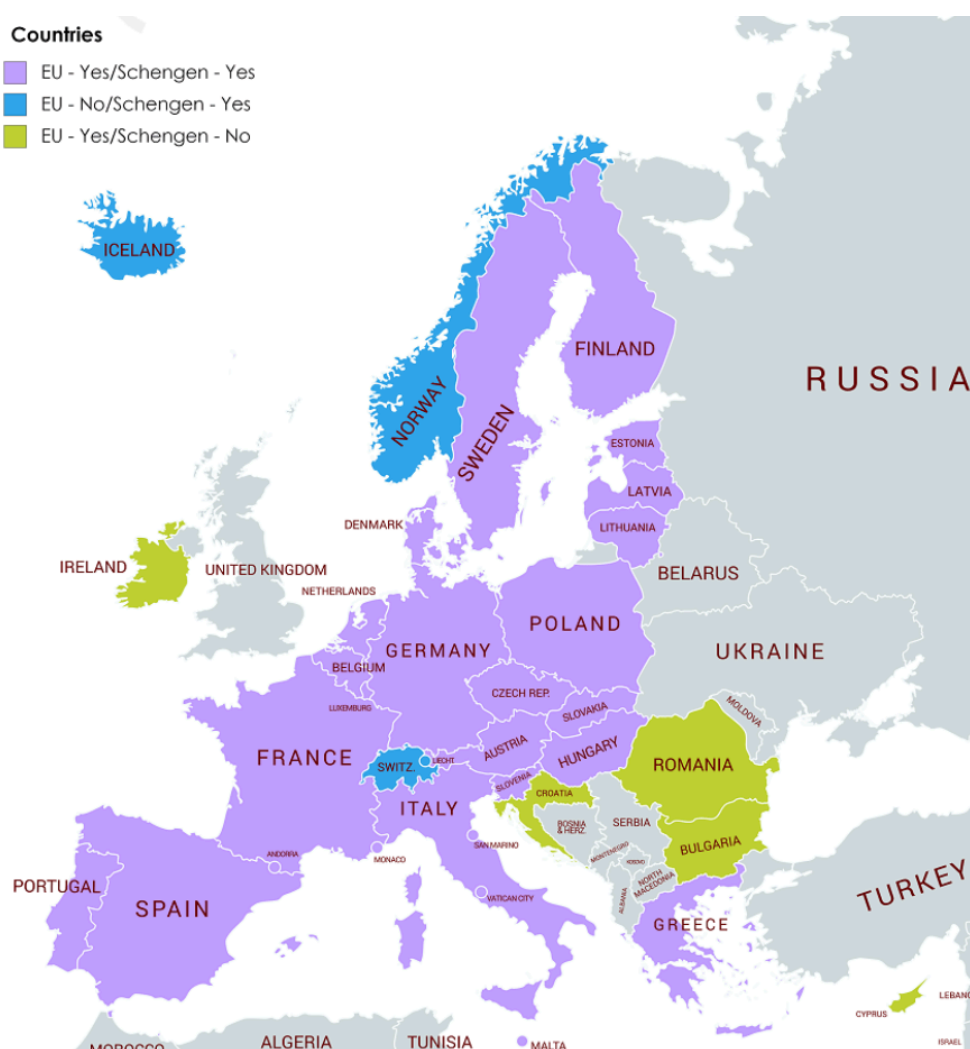 Countries
EU - Yes/Schengen - Yes
EU - No/Schengen - Yes
EU - Yes/Schengen - No
ICELAND
FINLAND
RUSSIA
NORWAY
SWEDEN
ESTONIA
LATVIA
DENMARK
LITHUANIA
IRELAND
UNITED KINGDOM
BELARUS
NETHERLANDS
POLAND
GERMANY
UKRAINE
BELGIUM
CZECH REP.
LUXEMBURG
SLOVAKIA
MOLDOVA
AUSTRIA
HUNGARY
FRANCE
SWITZ.
LIECHT
ROMANIA
SLOVENIA
CROATIA
ITALY
BOSNIA
& HERZ.
SERBIA
SAN MARINO
BULGARIA
ANDORRA
MONACO
MONTENEGRO
KOSOVO
NORTH
MACEDONIA
PORTUGAL
SPAIN
VATICAN CITY
ALBANIA
TURKEY
GREECE
CYPRUS
LEBANO
MOROCCO
ALGERIA
TUNISIA
MALTA
ISRAEL